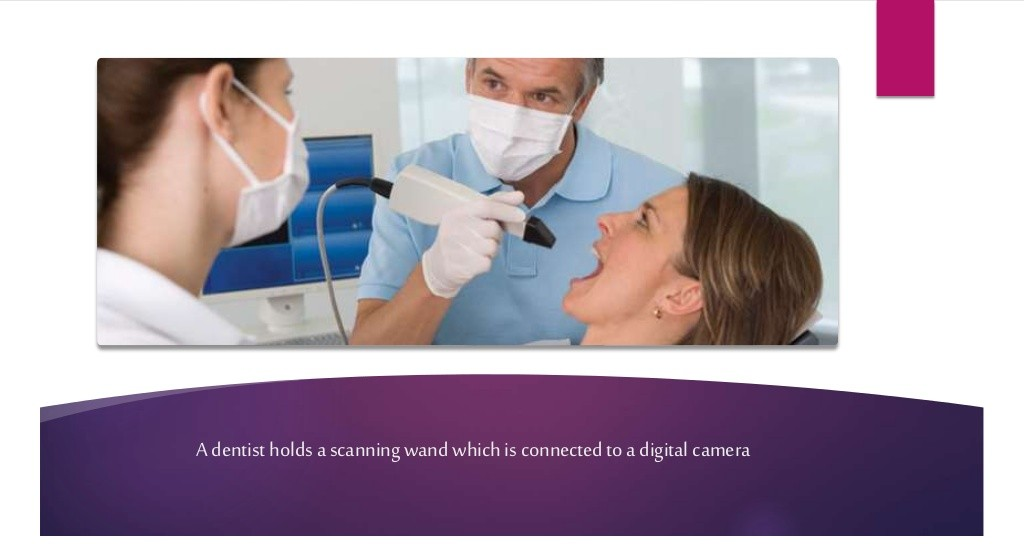 A dentist holds a scanning wand which is connected to a digital camera